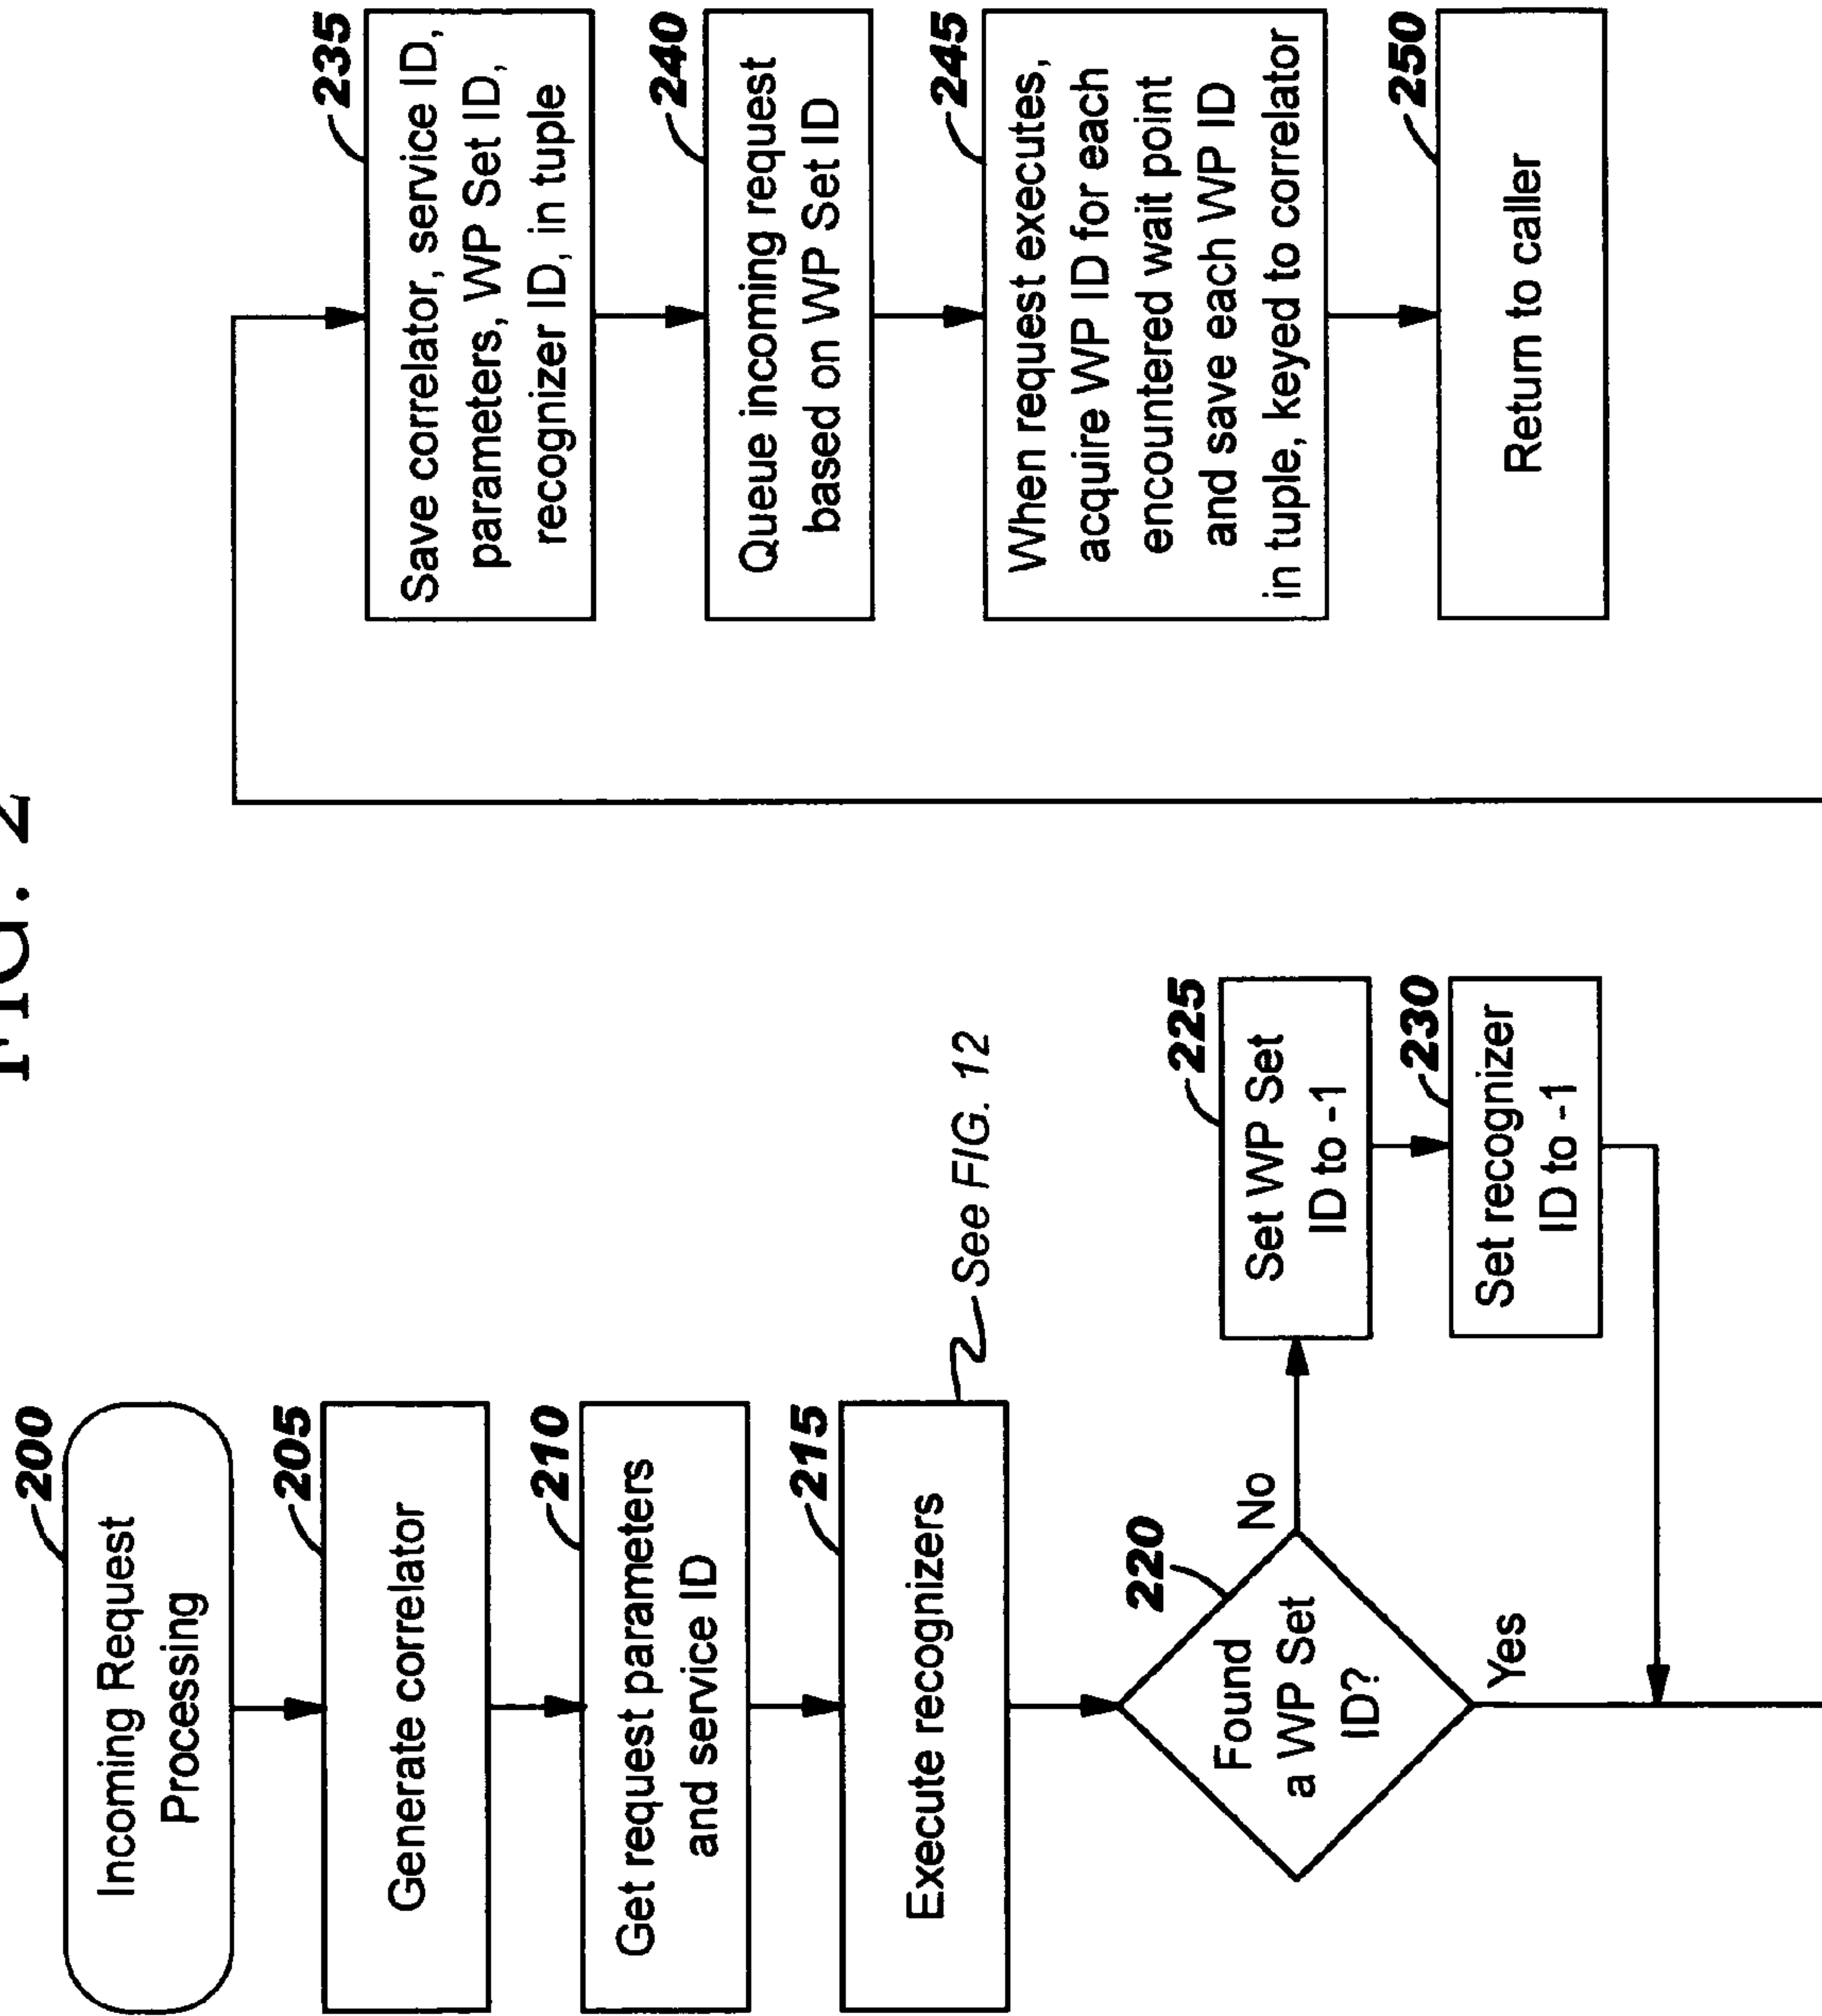 FIG. 2
200
Incoming Request
Processing
205
Generate correlator
210
Get request parameters
and service ID
215
Execute recognizers
See FIG. 12
220
Found
a WP Set
ID?
No
Yes
225
Set WP Set
ID to -1
230
Set recognizer
ID to -1
235
Save correlator, service ID,
parameters, WP Set ID,
recognizer ID, in tuple
240
Queue incoming request
based on WP Set ID
245
When request executes,
acquire WP ID for each
encountered wait point
and save each WP ID
in tuple, keyed to correlator
250
Return to caller